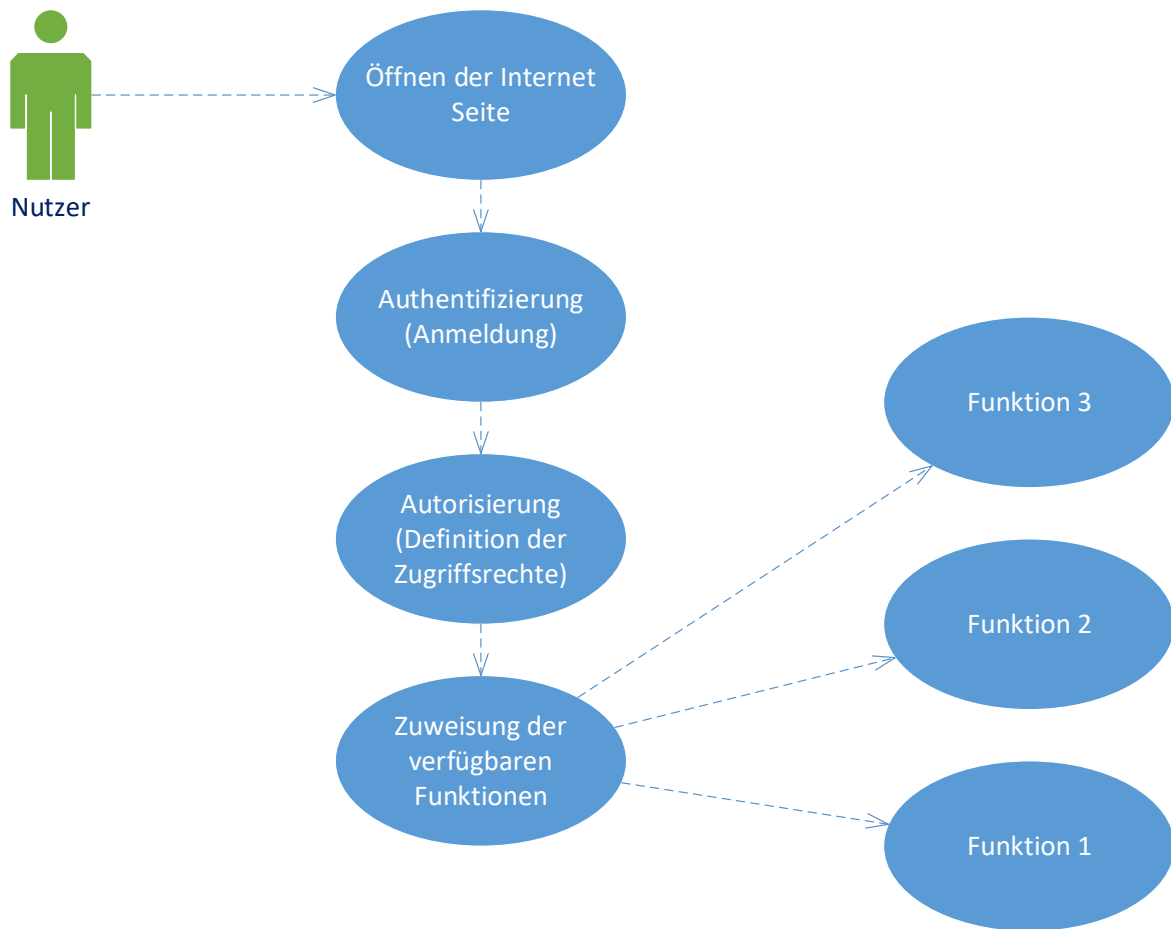 Öffnen der Internet
Seite
Nutzer
Authentifizierung
(Anmeldung)
Autorisierung
(Definition der
Zugriffsrechte)
Zuweisung der
verfügbaren
Funktionen
Funktion 3
Funktion 2
Funktion 1